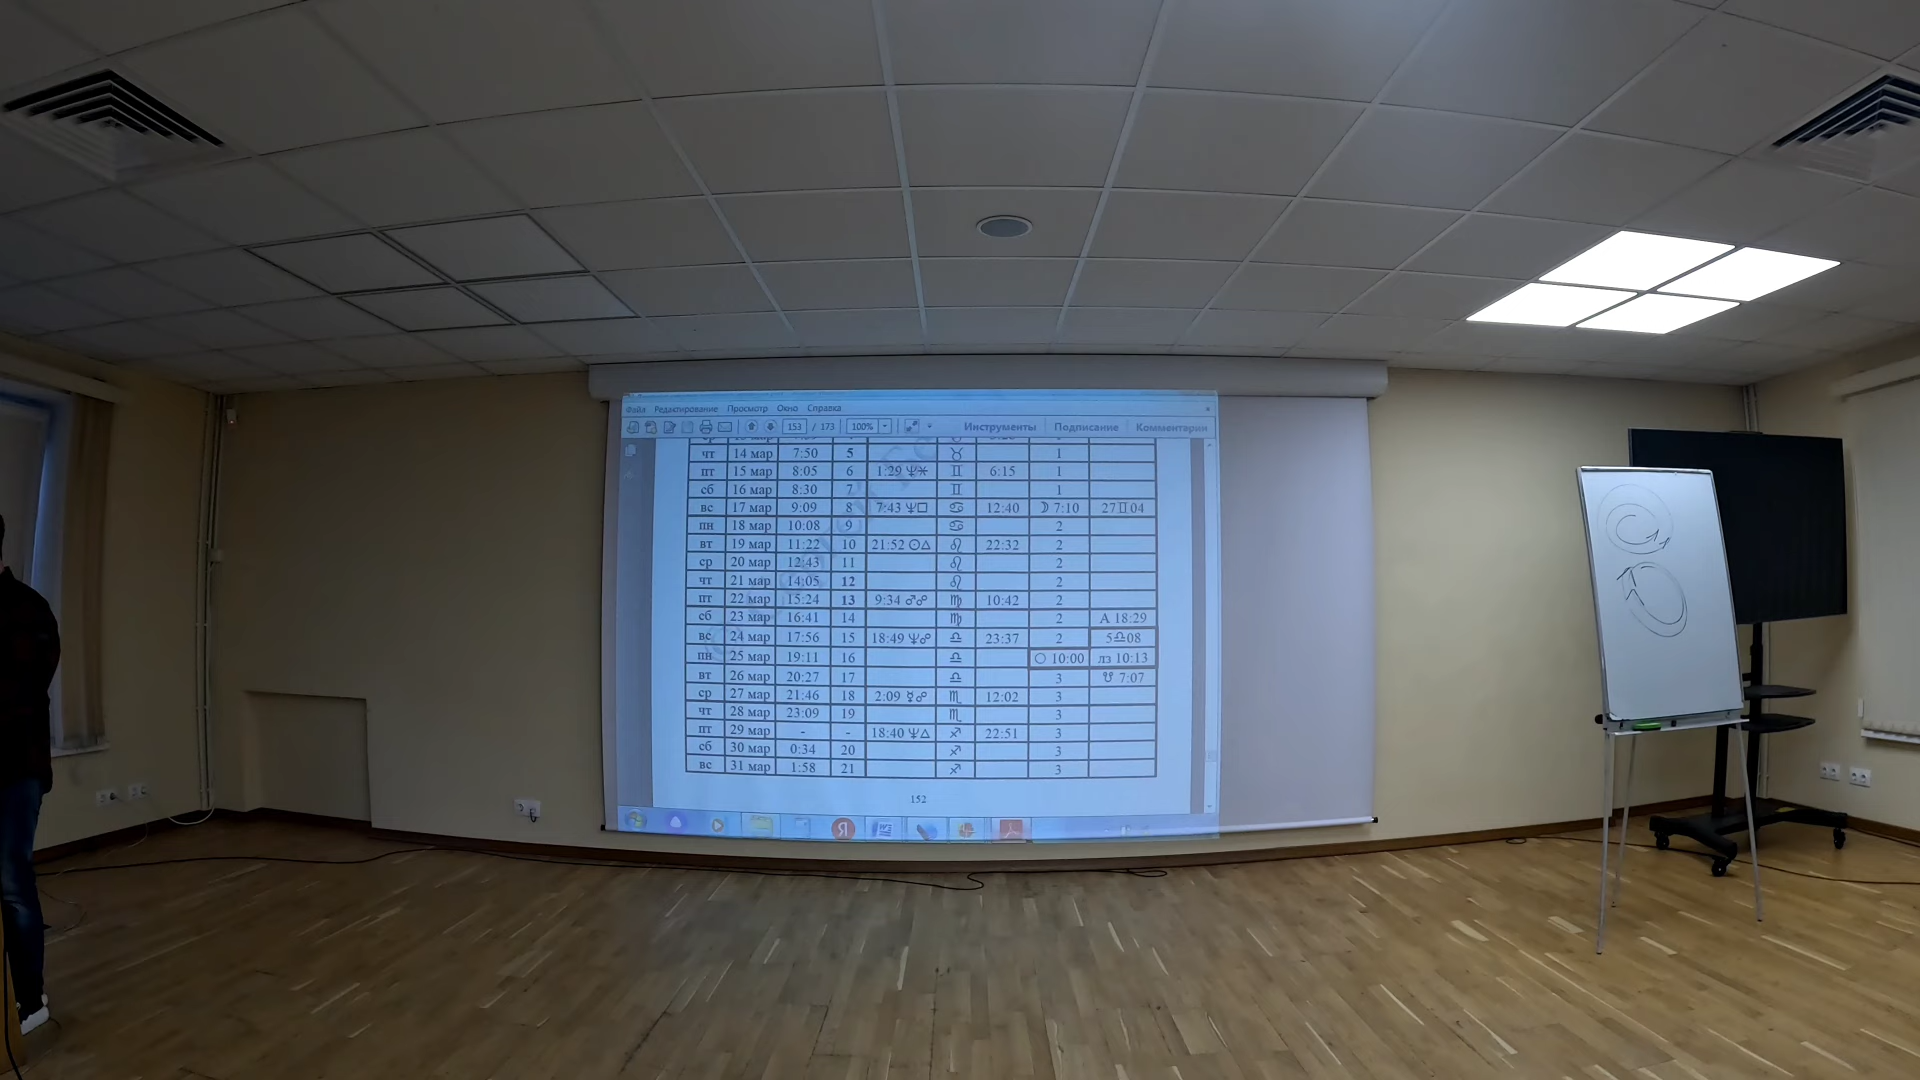 Файл Редактирование Просмотр Окно Справка
153 / 173 100% Инструменты Подписание Комментарии
чт 14 мар 7:50 5 ♉ 1
пт 15 мар 8:05 6 1:29 ♆⚹ ♊ 6:15 1
сб 16 мар 8:30 7 ♊ 1
вс 17 мар 9:09 8 7:43 ♆□ ♋ 12:40 ☽ 7:10 27♊04
пн 18 мар 10:08 9 ♋ 2
вт 19 мар 11:22 10 21:52 ☉△ ♌ 22:32 2
ср 20 мар 12:43 11 ♌ 2
чт 21 мар 14:05 12 ♌ 2
пт 22 мар 15:24 13 9:34 ♂☍ ♍ 10:42 2
сб 23 мар 16:41 14 ♍ 2 А 18:29
вс 24 мар 17:56 15 18:49 ♆☍ ♎ 23:37 2 5♎08
пн 25 мар 19:11 16 ♎ ○ 10:00 лз 10:13
вт 26 мар 20:27 17 ♎ 3 ☋ 7:07
ср 27 мар 21:46 18 2:09 ☿☍ ♏ 12:02 3
чт 28 мар 23:09 19 ♏ 3
пт 29 мар - - 18:40 ♆△ ♐ 22:51 3
сб 30 мар 0:34 20 ♐ 3
вс 31 мар 1:58 21 ♐ 3
152
Я